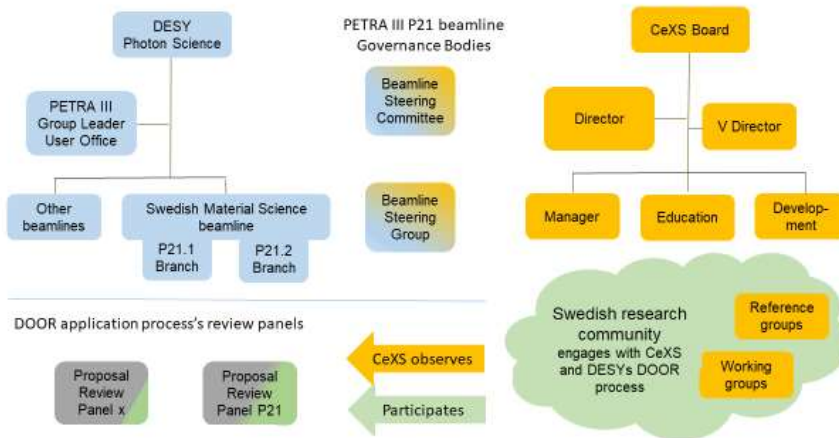 DESY
Photon Science
PETRA III
Group Leader
User Office
Other
beamlines
Swedish Material Science
beamline
P21.1
Branch
P21.2
Branch
PETRA III P21 beamline
Governance Bodies
Beamline
Steering
Committee
Beamline
Steering
Group
CeXS Board
Director
V Director
Manager
Education
Develop-
ment
DOOR application process's review panels
Proposal
Review
Panel x
Proposal
Review
Panel P21
CeXS observes
Participates
Swedish research
community
engages with CeXS
and DESYs DOOR
process
Reference
groups
Working
groups